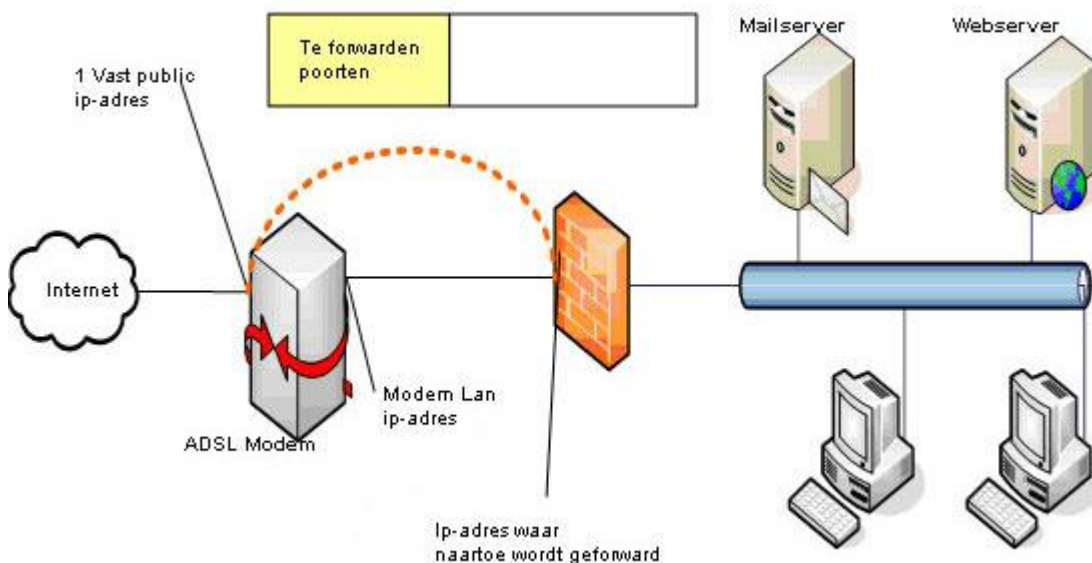 Te forwarden
poorten
Mailserver
Webserver
1 Vast public
ip-adres
Internet
Modem Lan
ip-adres
ADSL Modem
Ip-adres waar
naartoe wordt geforward